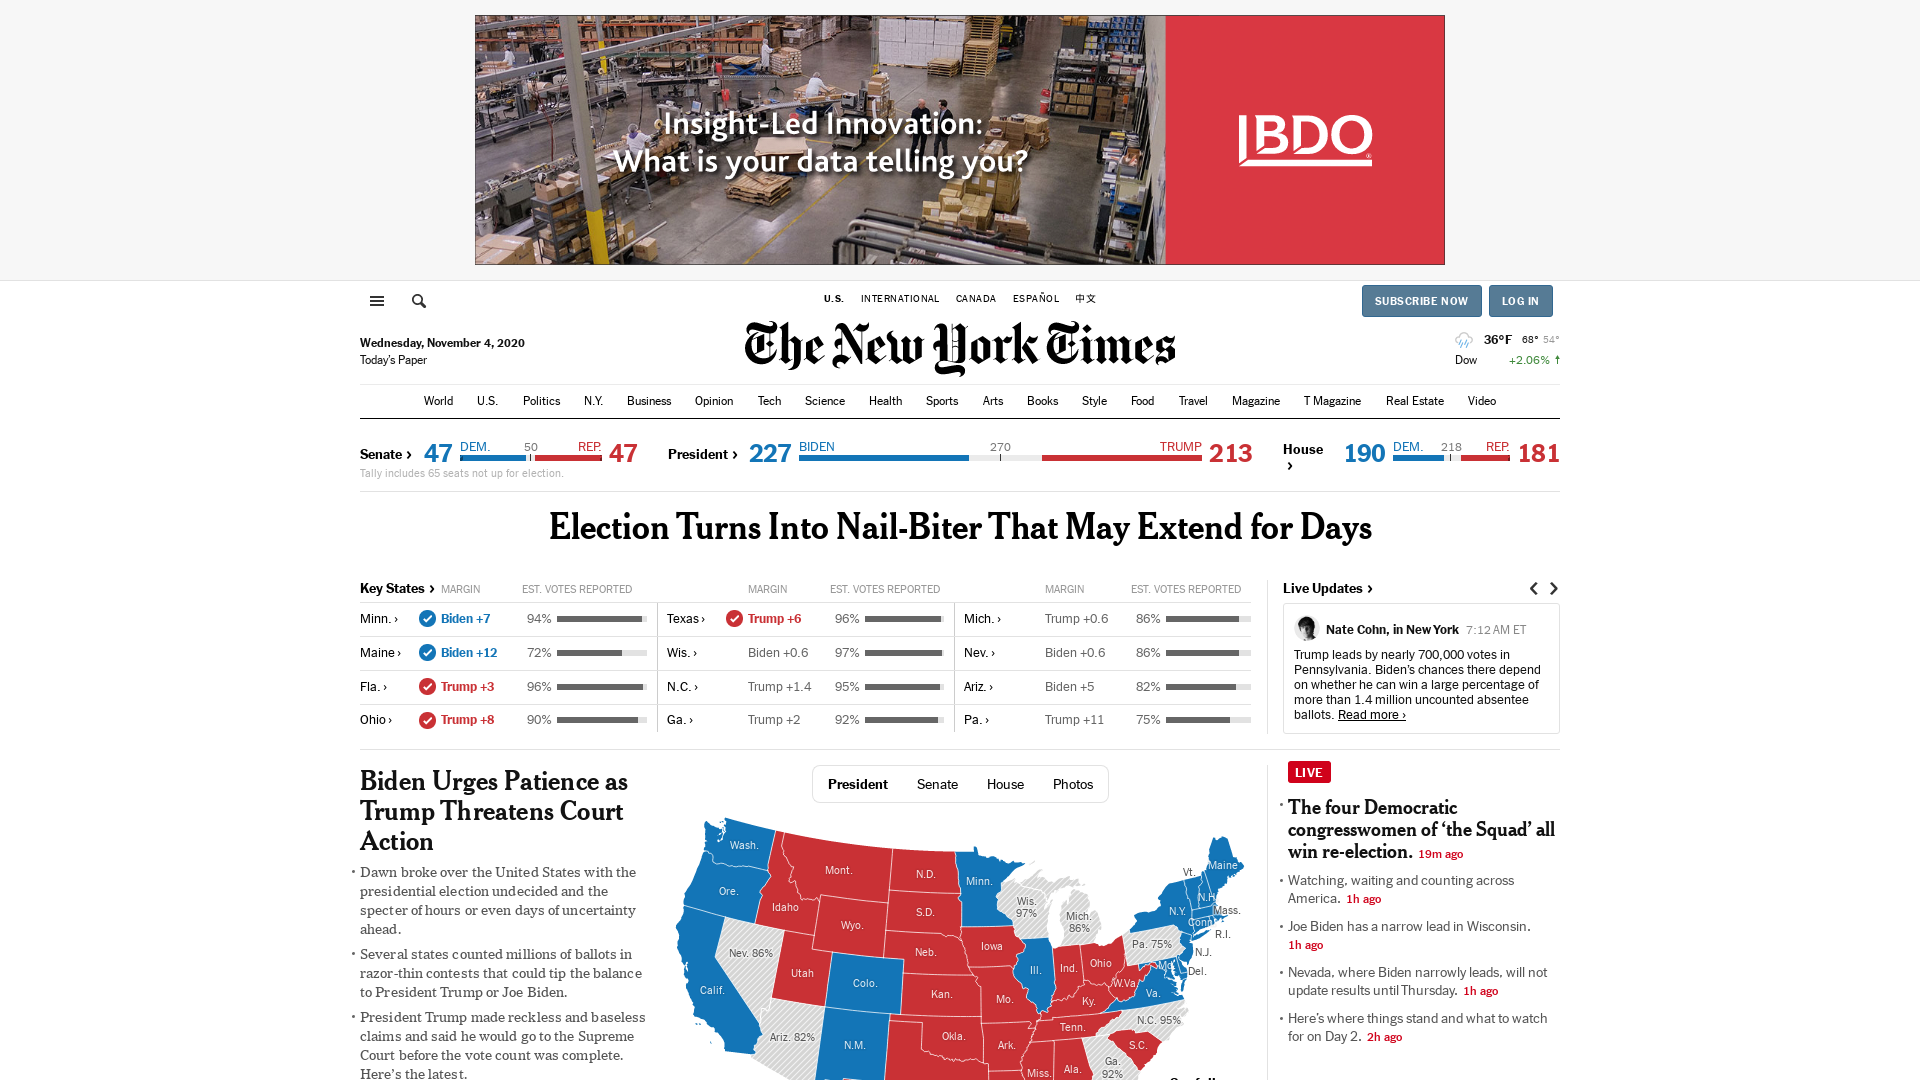 Insight-Led Innovation:
What is your data telling you?
BDO
U.S. INTERNATIONAL CANADA ESPAÑOL 中文
SUBSCRIBE NOW LOG IN
Wednesday, November 4, 2020
Today's Paper
The New York Times
36°F 68° 54°
Dow +2.06% ↑
World U.S. Politics N.Y. Business Opinion Tech Science Health Sports Arts Books Style Food Travel Magazine T Magazine Real Estate Video
Senate › 47 DEM. 50 REP. 47
Tally includes 65 seats not up for election.
President › 227 BIDEN 270 TRUMP 213
House › 190 DEM. 218 REP. 181
Election Turns Into Nail-Biter That May Extend for Days
Key States › MARGIN EST. VOTES REPORTED MARGIN EST. VOTES REPORTED MARGIN EST. VOTES REPORTED
Minn. › Biden +7 94% Texas › Trump +6 96% Mich. › Trump +0.6 86%
Maine › Biden +12 72% Wis. › Biden +0.6 97% Nev. › Biden +0.6 86%
Fla. › Trump +3 96% N.C. › Trump +1.4 95% Ariz. › Biden +5 82%
Ohio › Trump +8 90% Ga. › Trump +2 92% Pa. › Trump +11 75%
Live Updates ›
Nate Cohn, in New York 7:12 AM ET
Trump leads by nearly 700,000 votes in
Pennsylvania. Biden's chances there depend
on whether he can win a large percentage of
more than 1.4 million uncounted absentee
ballots. Read more ›
Biden Urges Patience as
Trump Threatens Court
Action
• Dawn broke over the United States with the
presidential election undecided and the
specter of hours or even days of uncertainty
ahead.
• Several states counted millions of ballots in
razor-thin contests that could tip the balance
to President Trump or Joe Biden.
• President Trump made reckless and baseless
claims and said he would go to the Supreme
Court before the vote count was complete.
Here's the latest.
President Senate House Photos
Wash.
Mont.
N.D.
Minn.
Vt.
Maine
Ore.
Idaho
S.D.
Wis.
97%
Mich.
86%
N.H.
N.Y.
Mass.
Conn.
R.I.
Wyo.
Iowa
Pa. 75%
Nev. 86%
Neb.
N.J.
Utah
Colo.
Ill.
Ind.
Ohio
Md.
Del.
Calif.
Kan.
Mo.
Ky.
W.Va.
Va.
Ariz. 82%
N.M.
Okla.
Ark.
Tenn.
N.C. 95%
S.C.
Miss.
Ala.
Ga.
92%
LIVE
• The four Democratic
congresswomen of ‘the Squad’ all
win re-election. 19m ago
• Watching, waiting and counting across
America. 1h ago
• Joe Biden has a narrow lead in Wisconsin.
1h ago
• Nevada, where Biden narrowly leads, will not
update results until Thursday. 1h ago
• Here's where things stand and what to watch
for on Day 2. 2h ago